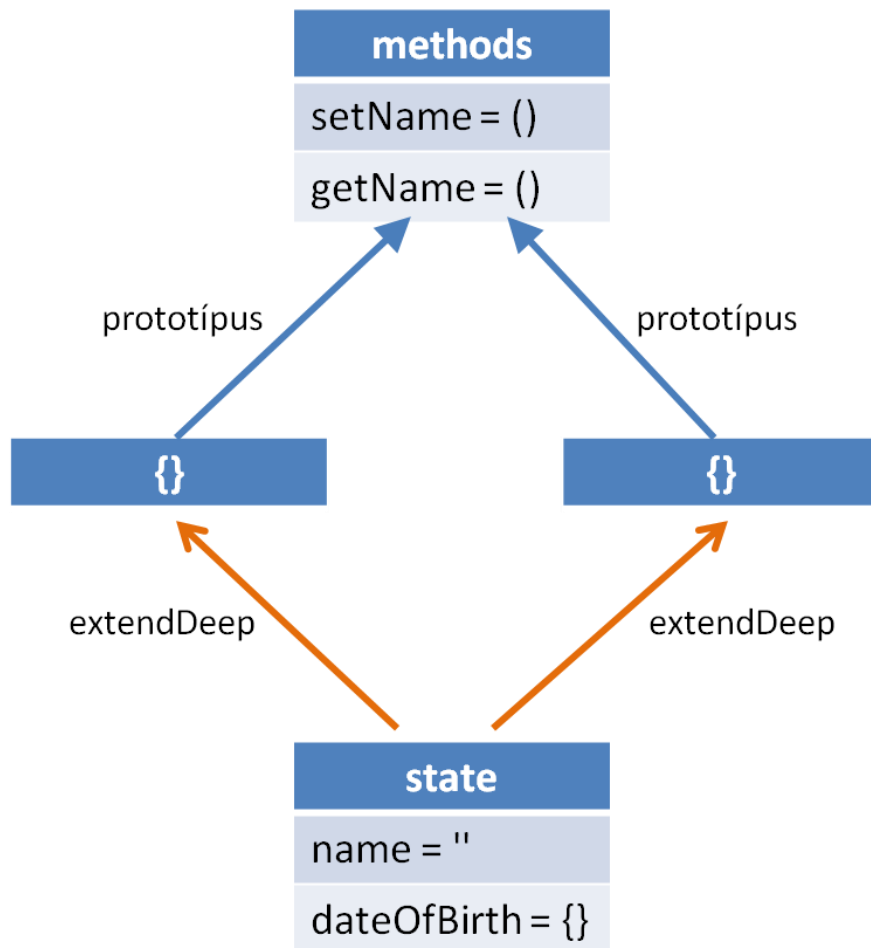 methods
setName = ()
getName = ()
prototípus
prototípus
{}
{}
extendDeep
extendDeep
state
name = ''
dateOfBirth = {}